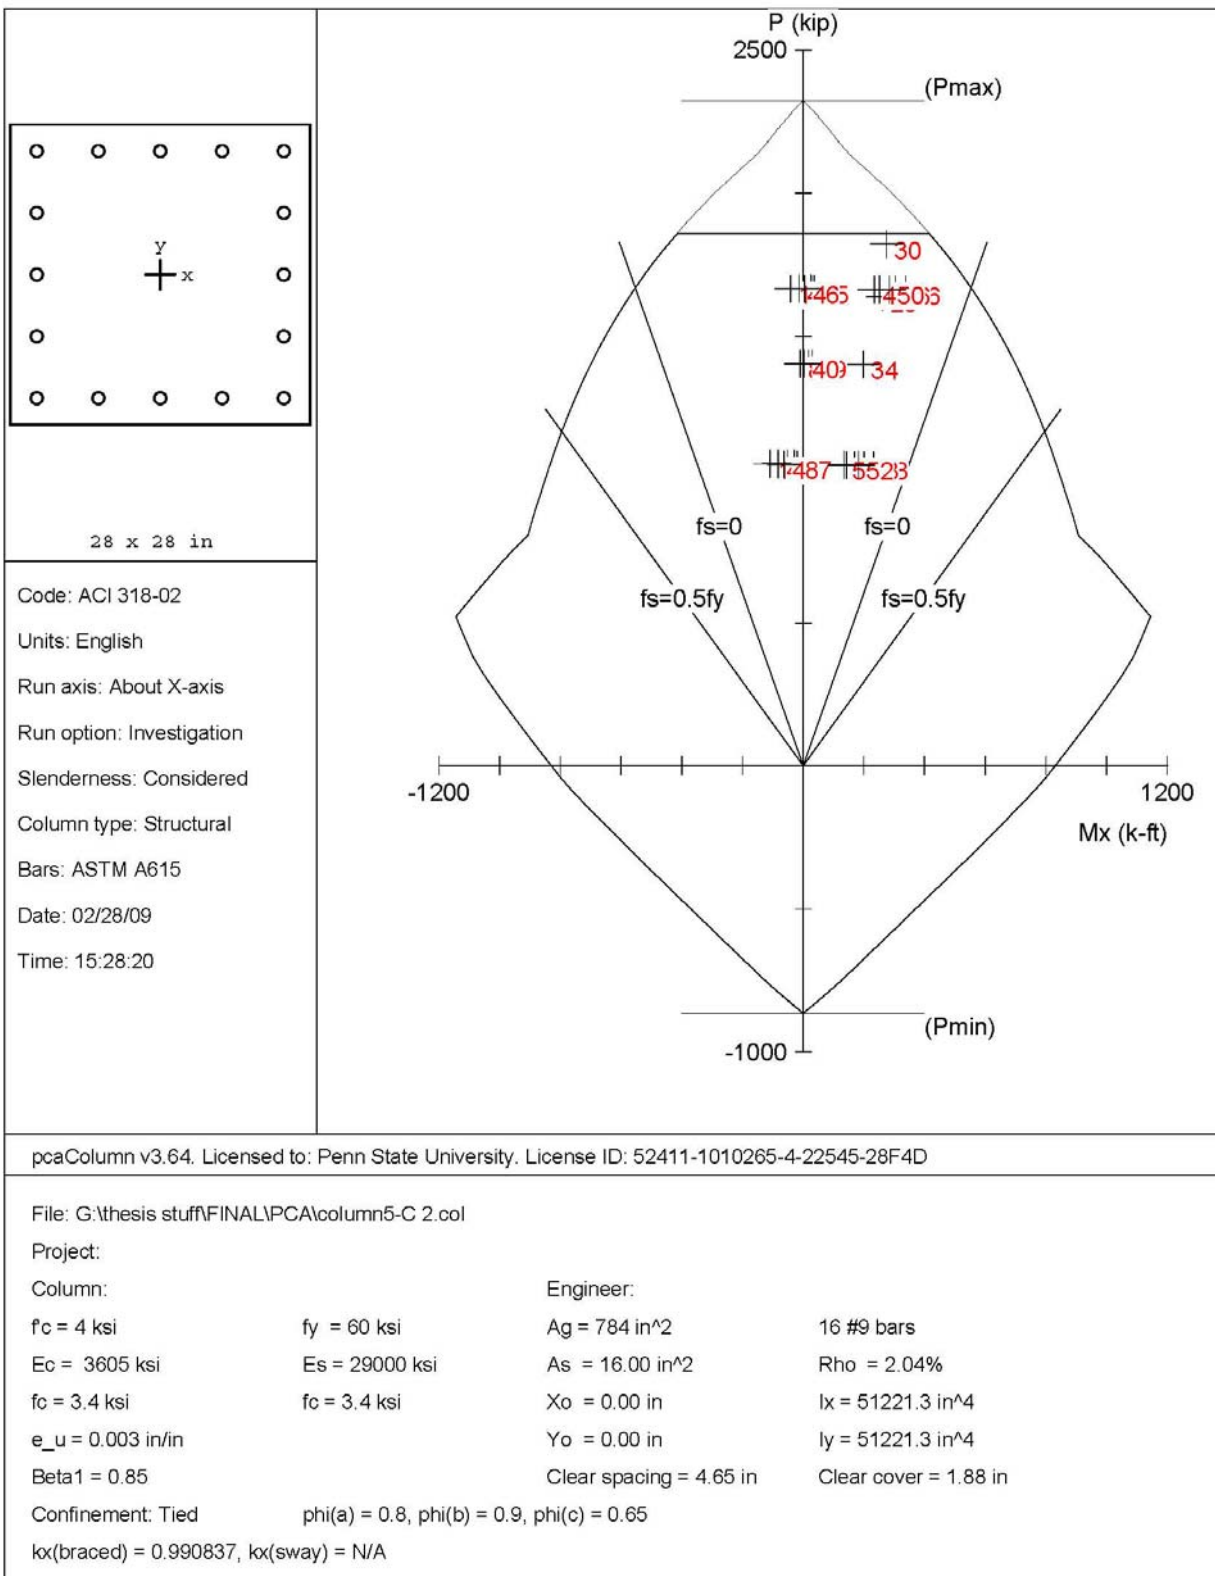 P (kip)
2500
(Pmax)
30
34
fs=0
fs=0
fs=0.5fy
fs=0.5fy
-1200
1200
Mx (k-ft)
(Pmin)
-1000
y
x
28 x 28 in
Code: ACI 318-02
Units: English
Run axis: About X-axis
Run option: Investigation
Slenderness: Considered
Column type: Structural
Bars: ASTM A615
Date: 02/28/09
Time: 15:28:20
pcaColumn v3.64. Licensed to: Penn State University. License ID: 52411-1010265-4-22545-28F4D
File: G:\thesis stuff\FINAL\PCA\column5-C 2.col
Project:
Column: Engineer:
f'c = 4 ksi fy = 60 ksi Ag = 784 in^2 16 #9 bars
Ec = 3605 ksi Es = 29000 ksi As = 16.00 in^2 Rho = 2.04%
fc = 3.4 ksi fc = 3.4 ksi Xo = 0.00 in Ix = 51221.3 in^4
e_u = 0.003 in/in Yo = 0.00 in Iy = 51221.3 in^4
Beta1 = 0.85 Clear spacing = 4.65 in Clear cover = 1.88 in
Confinement: Tied phi(a) = 0.8, phi(b) = 0.9, phi(c) = 0.65
kx(braced) = 0.990837, kx(sway) = N/A